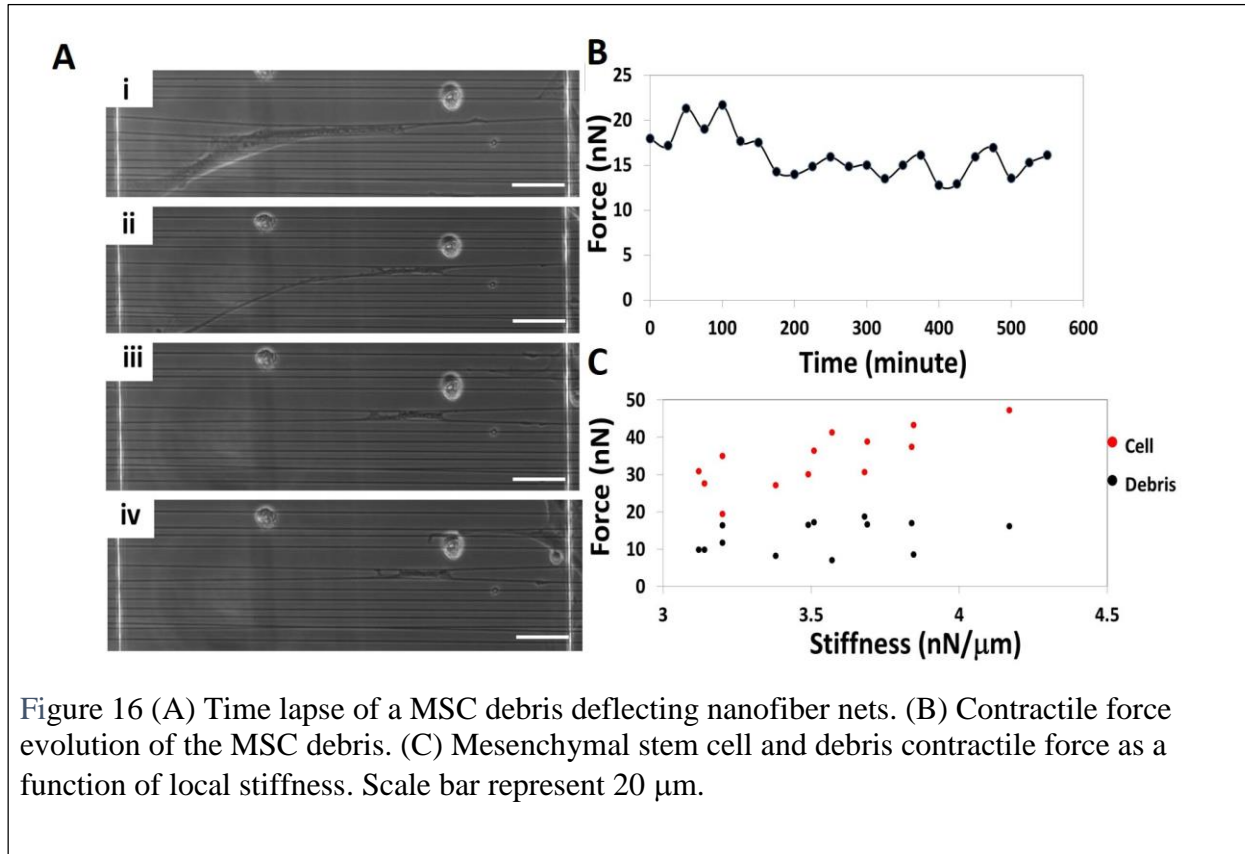 A
i
ii
iii
iv
B
25
20
15
10
5
0
Force (nN)
0 100 200 300 400 500 600
Time (minute)
C
50
40
30
20
10
0
Force (nN)
3 3.5 4 4.5
Stiffness (nN/μm)
Cell
Debris
Figure 16 (A) Time lapse of a MSC debris deflecting nanofiber nets. (B) Contractile force
evolution of the MSC debris. (C) Mesenchymal stem cell and debris contractile force as a
function of local stiffness. Scale bar represent 20 μm.